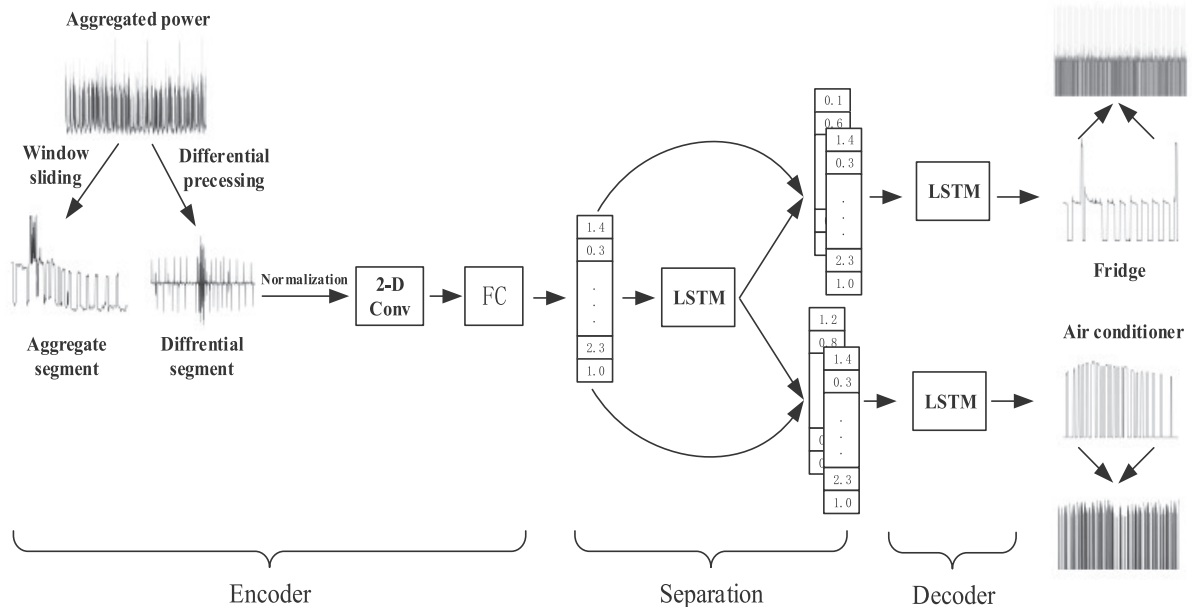 Aggregated power
Window
sliding
Differential
precessing
Aggregate
segment
Diffrential
segment
Normalization
2-D
Conv
FC
1.4
0.3
.
.
.
2.3
1.0
LSTM
0.1
0.6
1.4
0.3
.
.
.
2.3
1.0
LSTM
Fridge
1.2
0.8
1.4
0.3
.
.
.
2.3
1.0
LSTM
Air conditioner
Encoder
Separation
Decoder